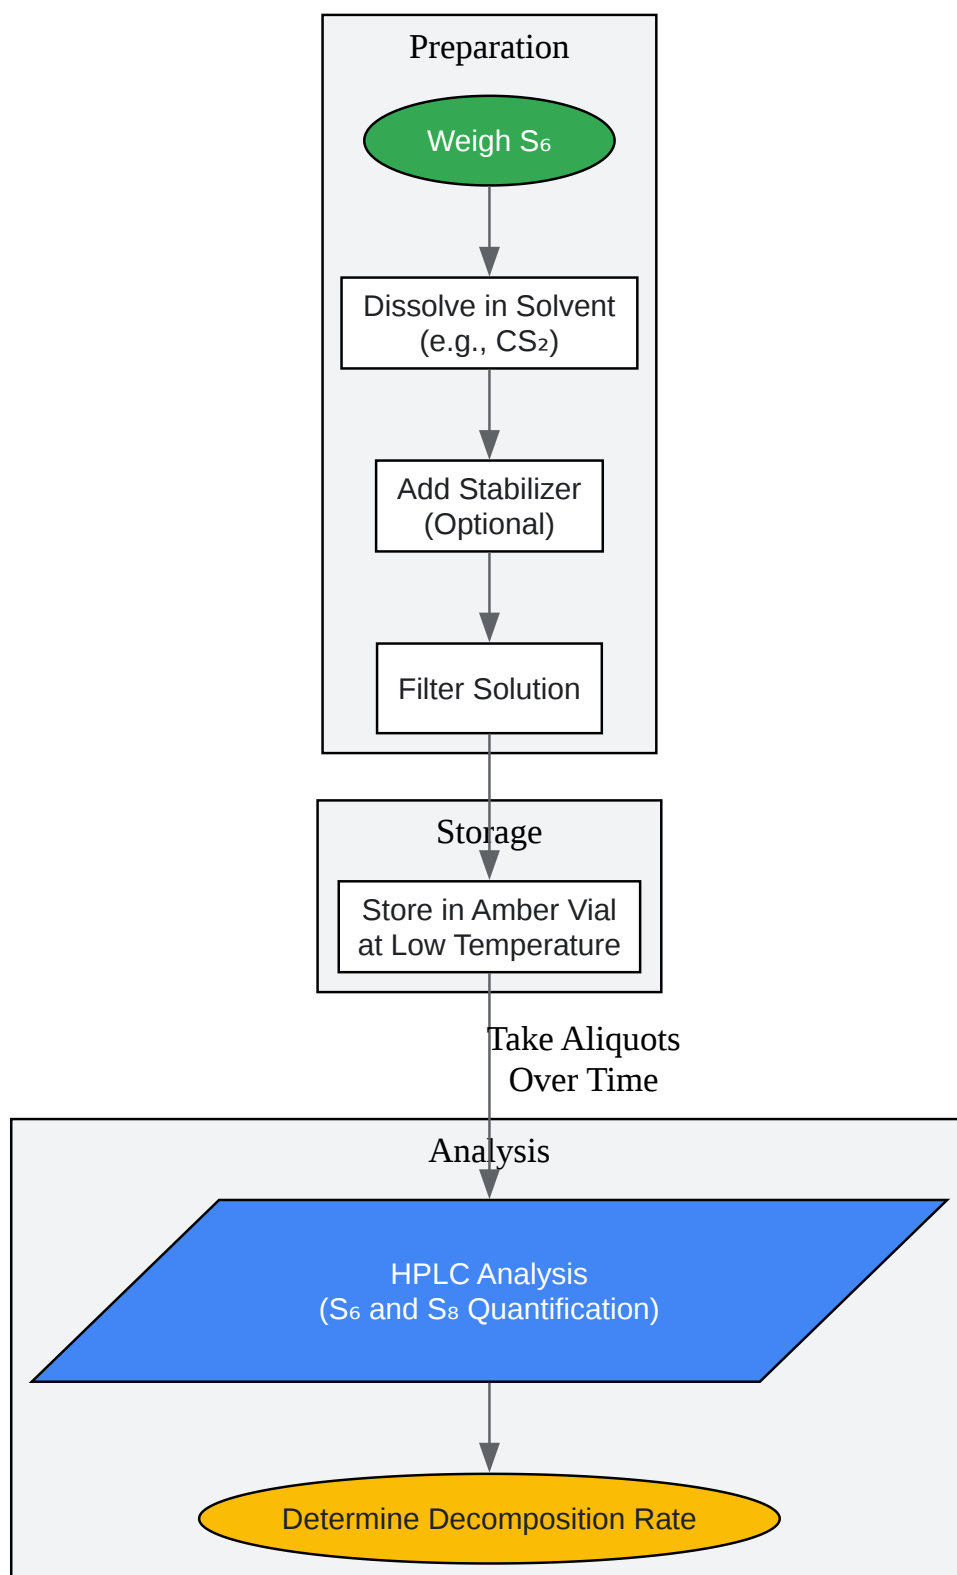 Preparation
Weigh S₆
Dissolve in Solvent
(e.g., CS₂)
Add Stabilizer
(Optional)
Filter Solution
Storage
Store in Amber Vial
at Low Temperature
Take Aliquots
Over Time
Analysis
HPLC Analysis
(S₆ and S₈ Quantification)
Determine Decomposition Rate